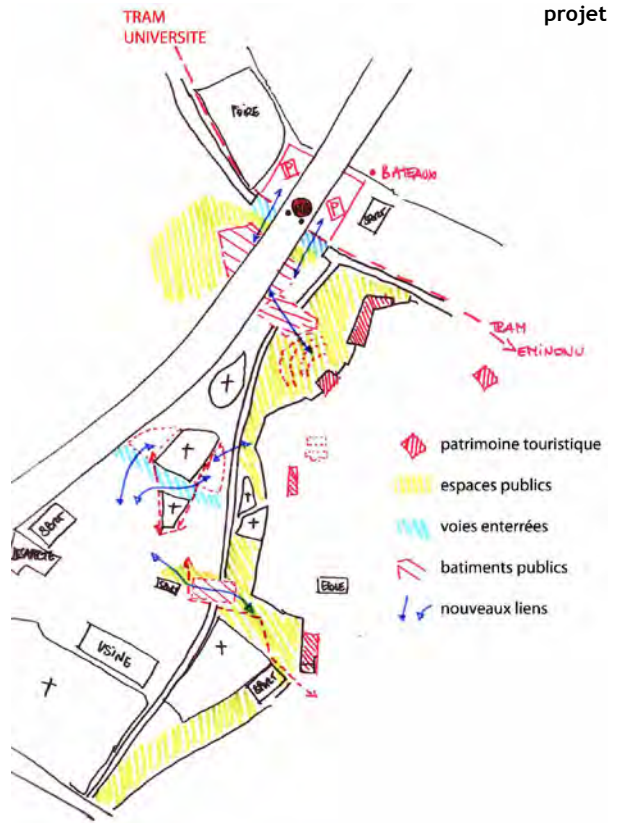 projet
TRAM
UNIVERSITE
FOIRE
P
BATEAUX
P
TRAM
EMINONU
patrimoine touristique
espaces publics
voies enterrées
batiments publics
nouveaux liens
ECOLE
USINE